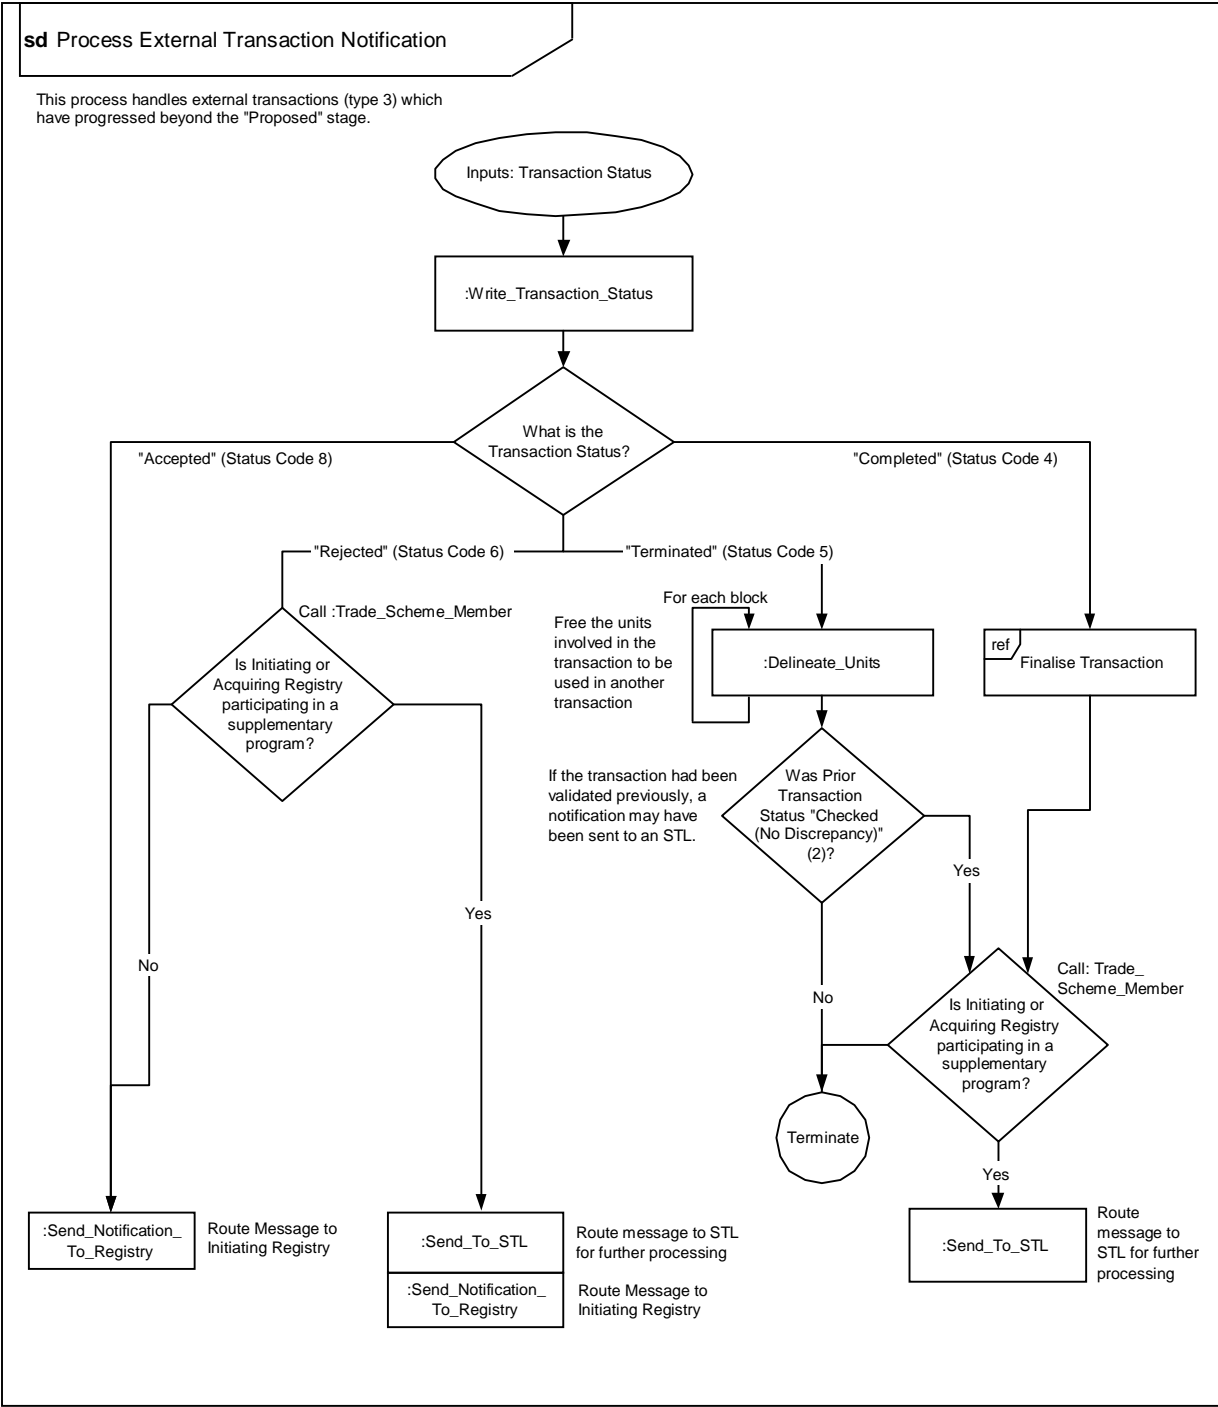 sd Process External Transaction Notification
This process handles external transactions (type 3) which
have progressed beyond the "Proposed" stage.
Inputs: Transaction Status
:Write_Transaction_Status
What is the
Transaction Status?
"Accepted" (Status Code 8)
"Completed" (Status Code 4)
"Rejected" (Status Code 6)
"Terminated" (Status Code 5)
Call :Trade_Scheme_Member
Is Initiating or
Acquiring Registry
participating in a
supplementary
program?
For each block
Free the units
involved in the
transaction to be
used in another
transaction
:Delineate_Units
ref
Finalise Transaction
If the transaction had been
validated previously, a
notification may have
been sent to an STL.
Was Prior
Transaction
Status "Checked
(No Discrepancy)"
(2)?
Yes
Yes
No
No
Call: Trade_
Scheme_Member
Is Initiating or
Acquiring Registry
participating in a
supplementary
program?
Terminate
Yes
:Send_Notification_
To_Registry
Route Message to
Initiating Registry
:Send_To_STL
Route message to STL
for further processing
:Send_Notification_
To_Registry
Route Message to
Initiating Registry
:Send_To_STL
Route
message to
STL for further
processing